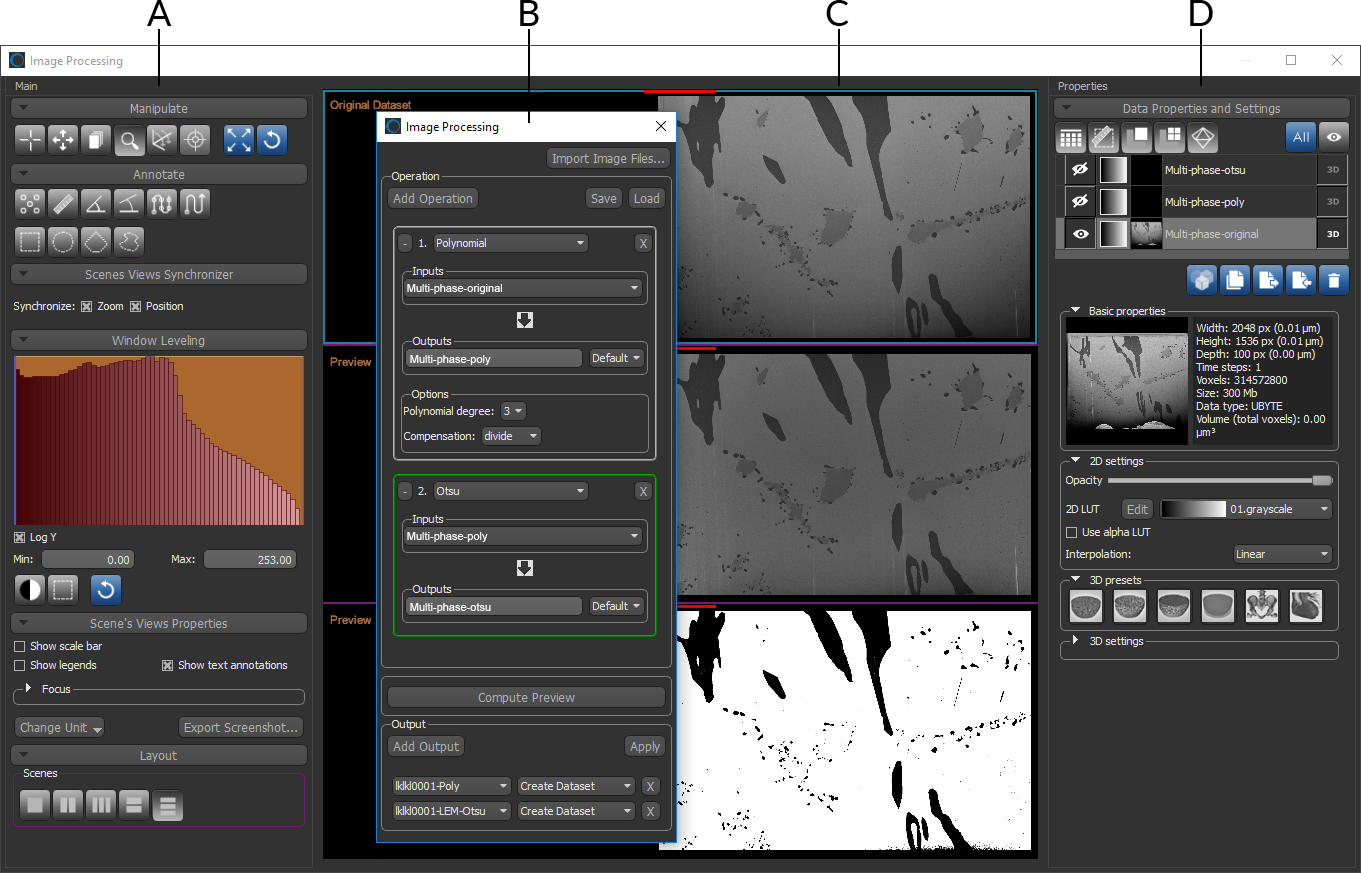 A B C D
Image Processing
Main
Manipulate
Annotate
Scenes Views Synchronizer
Synchronize: Zoom Position
Window Leveling
Log Y
Min: 0.00 Max: 253.00
Scene's Views Properties
Show scale bar
Show legends Show text annotations
Focus
Change Unit Export Screenshot...
Layout
Scenes
Original Dataset
Preview
Preview
Image Processing
Import Image Files...
Operation
Add Operation Save Load
- 1. Polynomial X
Inputs
Multi-phase-original
Outputs
Multi-phase-poly Default
Options
Polynomial degree: 3
Compensation: divide
- 2. Otsu X
Inputs
Multi-phase-poly
Outputs
Multi-phase-otsu Default
Compute Preview
Output
Add Output Apply
lklkl0001-Poly Create Dataset X
lklkl0001-LEM-Otsu Create Dataset X
Properties
Data Properties and Settings
All
Multi-phase-otsu 3D
Multi-phase-poly 3D
Multi-phase-original 3D
Basic properties
Width: 2048 px (0.01 µm)
Height: 1536 px (0.01 µm)
Depth: 100 px (0.00 µm)
Time steps: 1
Voxels: 314572800
Size: 300 Mb
Data type: UBYTE
Volume (total voxels): 0.00
µm³
2D settings
Opacity
2D LUT Edit 01.grayscale
Use alpha LUT
Interpolation: Linear
3D presets
3D settings